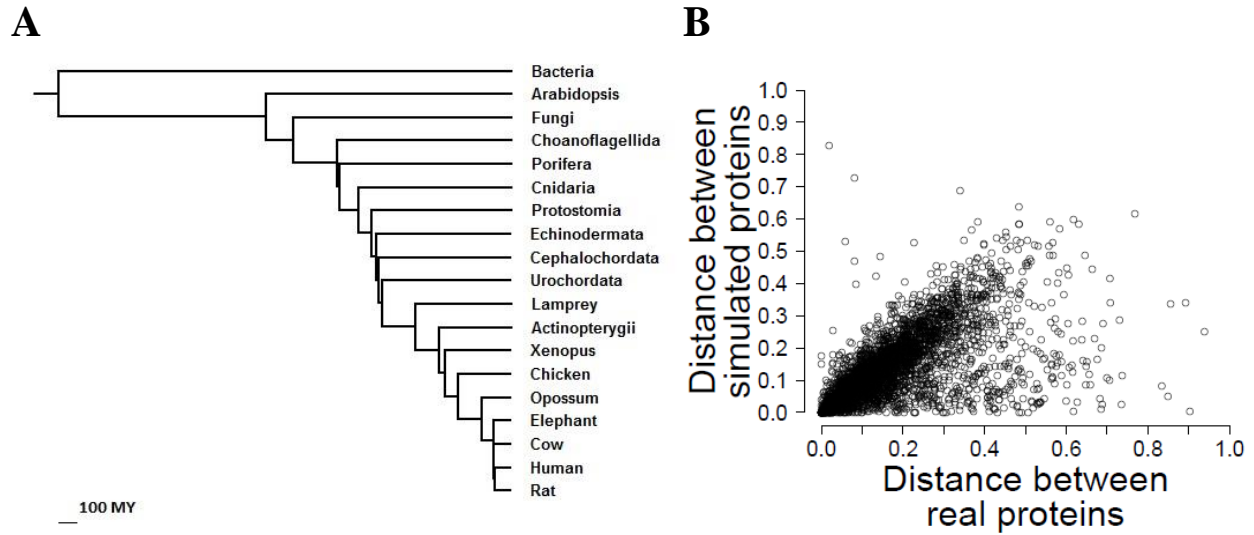 A
B
Bacteria
Arabidopsis
Fungi
Choanoflagellida
Porifera
Cnidaria
Protostomia
Echinodermata
Cephalochordata
Urochordata
Lamprey
Actinopterygii
Xenopus
Chicken
Opossum
Elephant
Cow
Human
Rat
100 MY
Distance between
simulated proteins
1.0
0.9
0.8
0.7
0.6
0.5
0.4
0.3
0.2
0.1
0.0
0.0 0.2 0.4 0.6 0.8 1.0
Distance between
real proteins